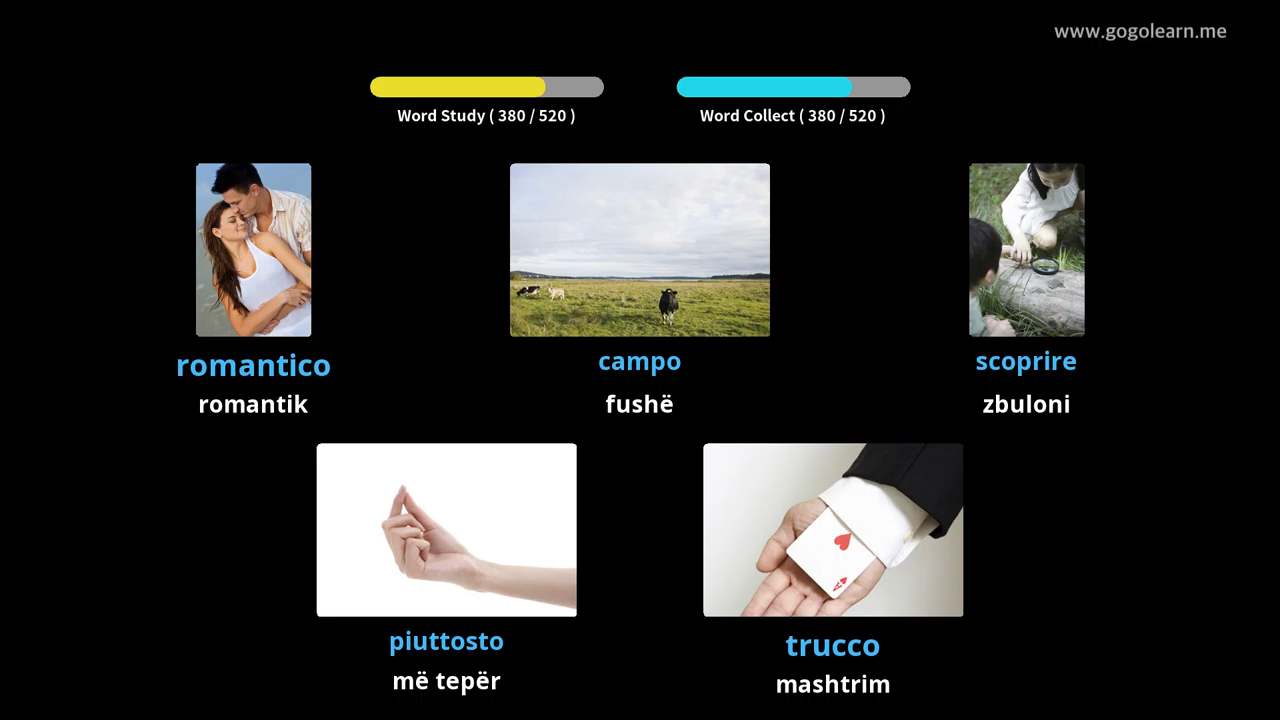 www.gogolearn.me
Word Study ( 380 / 520 )
Word Collect ( 380 / 520 )
romantico
romantik
campo
fushë
scoprire
zbuloni
piuttosto
më tepër
trucco
mashtrim
A